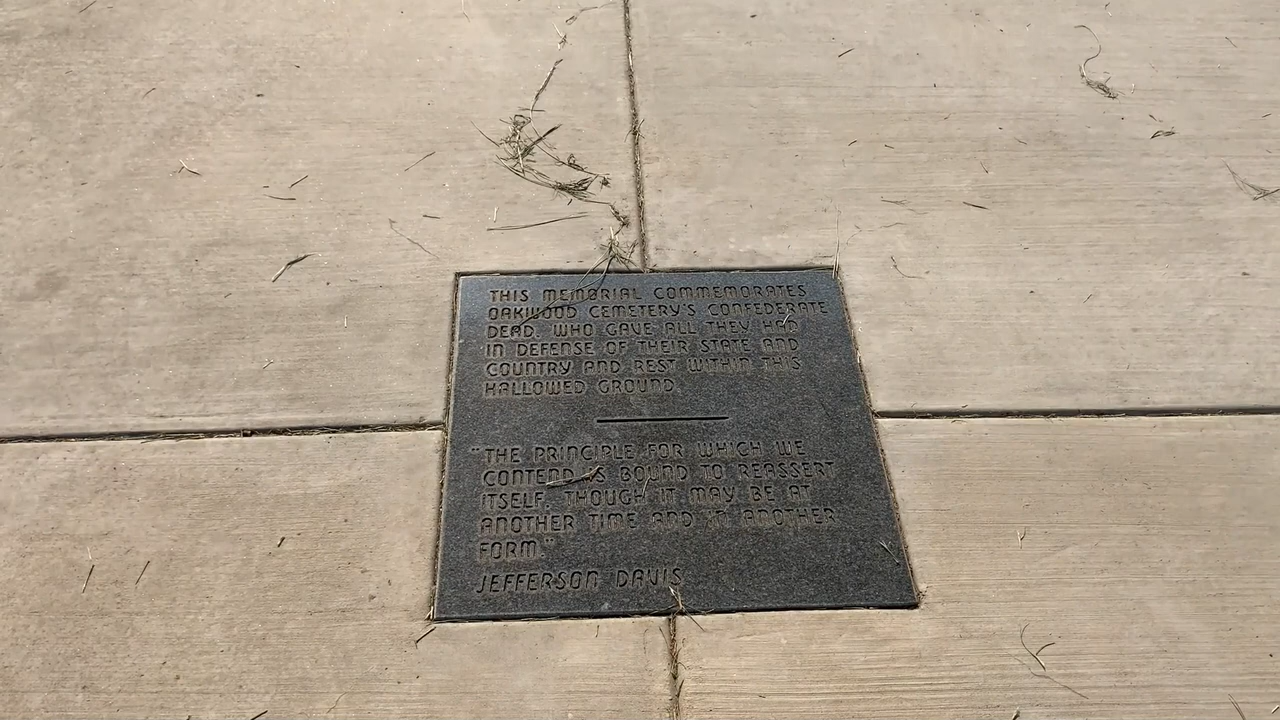 THIS MEMORIAL COMMEMORATES
OAKWOOD CEMETERY'S CONFEDERATE
DEAD, WHO GAVE ALL THEY HAD
IN DEFENSE OF THEIR STATE AND
COUNTRY AND REST WITHIN THIS
HALLOWED GROUND
"THE PRINCIPLE FOR WHICH WE
CONTEND IS BOUND TO REASSERT
ITSELF, THOUGH IT MAY BE AT
ANOTHER TIME AND IN ANOTHER
FORM."
JEFFERSON DAVIS